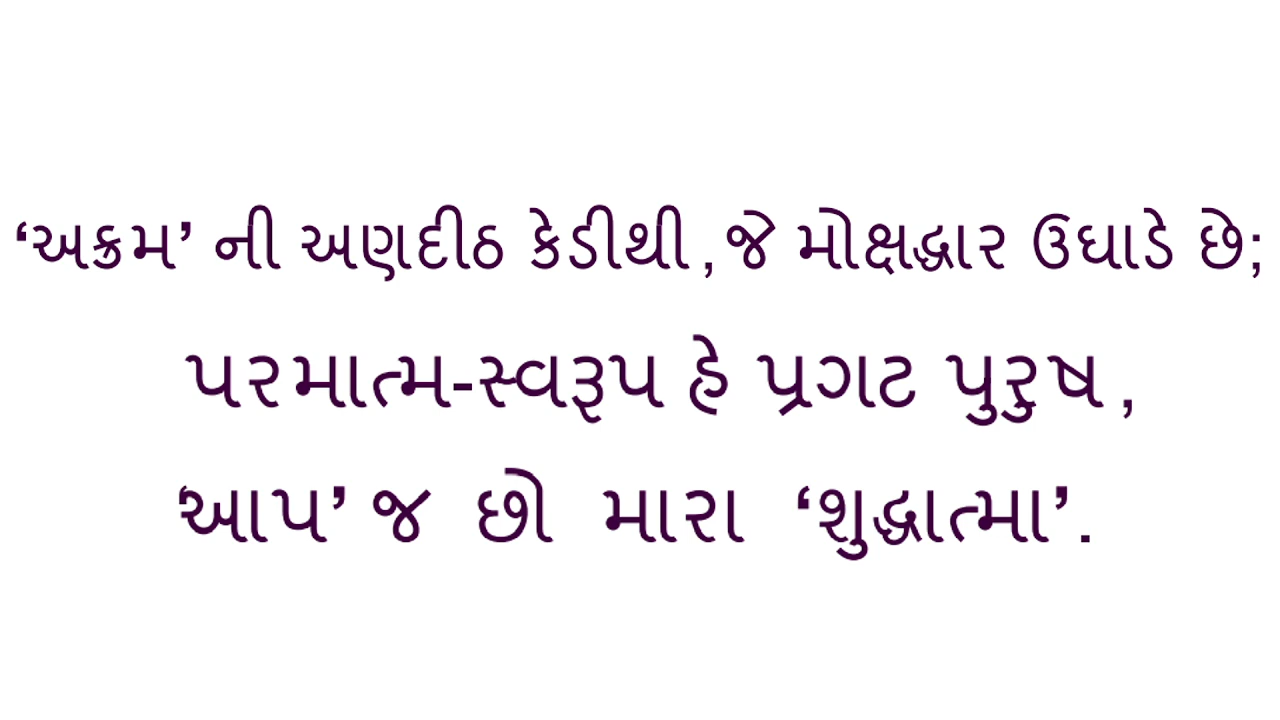 ‘અક્રમ’ ની અણદીઠ કેડીથી,જે મોક્ષદ્વાર ઉઘાડે છે;
પરમાત્મ-સ્વરૂપ હે પ્રગટ પુરુષ,
‘આપ’ જ છો મારા ‘શુદ્ધાત્મા’.